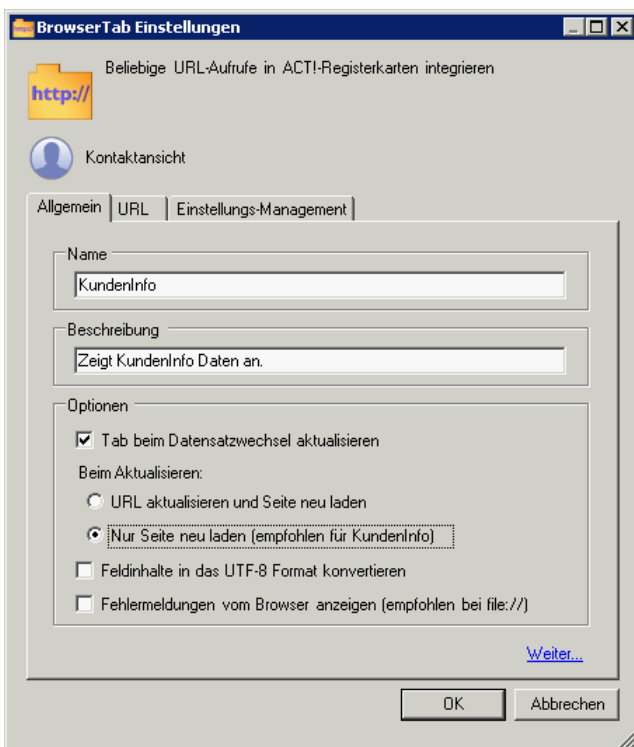 BrowserTab Einstellungen
Beliebige URL-Aufrufe in ACT!-Registerkarten integrieren
http://
Kontaktansicht
Allgemein URL Einstellungs-Management
Name
KundenInfo
Beschreibung
Zeigt KundenInfo Daten an.
Optionen
Tab beim Datensatzwechsel aktualisieren
Beim Aktualisieren:
URL aktualisieren und Seite neu laden
Nur Seite neu laden (empfohlen für KundenInfo)
Feldinhalte in das UTF-8 Format konvertieren
Fehlermeldungen vom Browser anzeigen (empfohlen bei file://)
Weiter...
OK Abbrechen